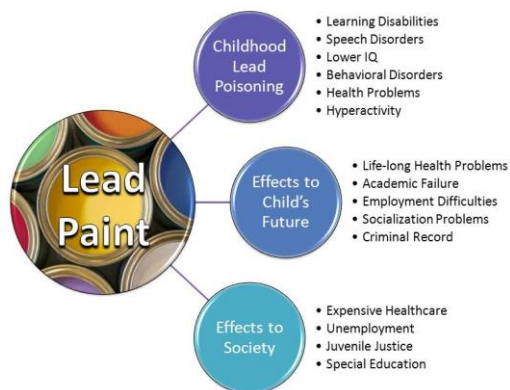 Lead
Paint
Childhood
Lead
Poisoning
• Learning Disabilities
• Speech Disorders
• Lower IQ
• Behavioral Disorders
• Health Problems
• Hyperactivity
Effects to
Child's
Future
• Life-long Health Problems
• Academic Failure
• Employment Difficulties
• Socialization Problems
• Criminal Record
Effects to
Society
• Expensive Healthcare
• Unemployment
• Juvenile Justice
• Special Education